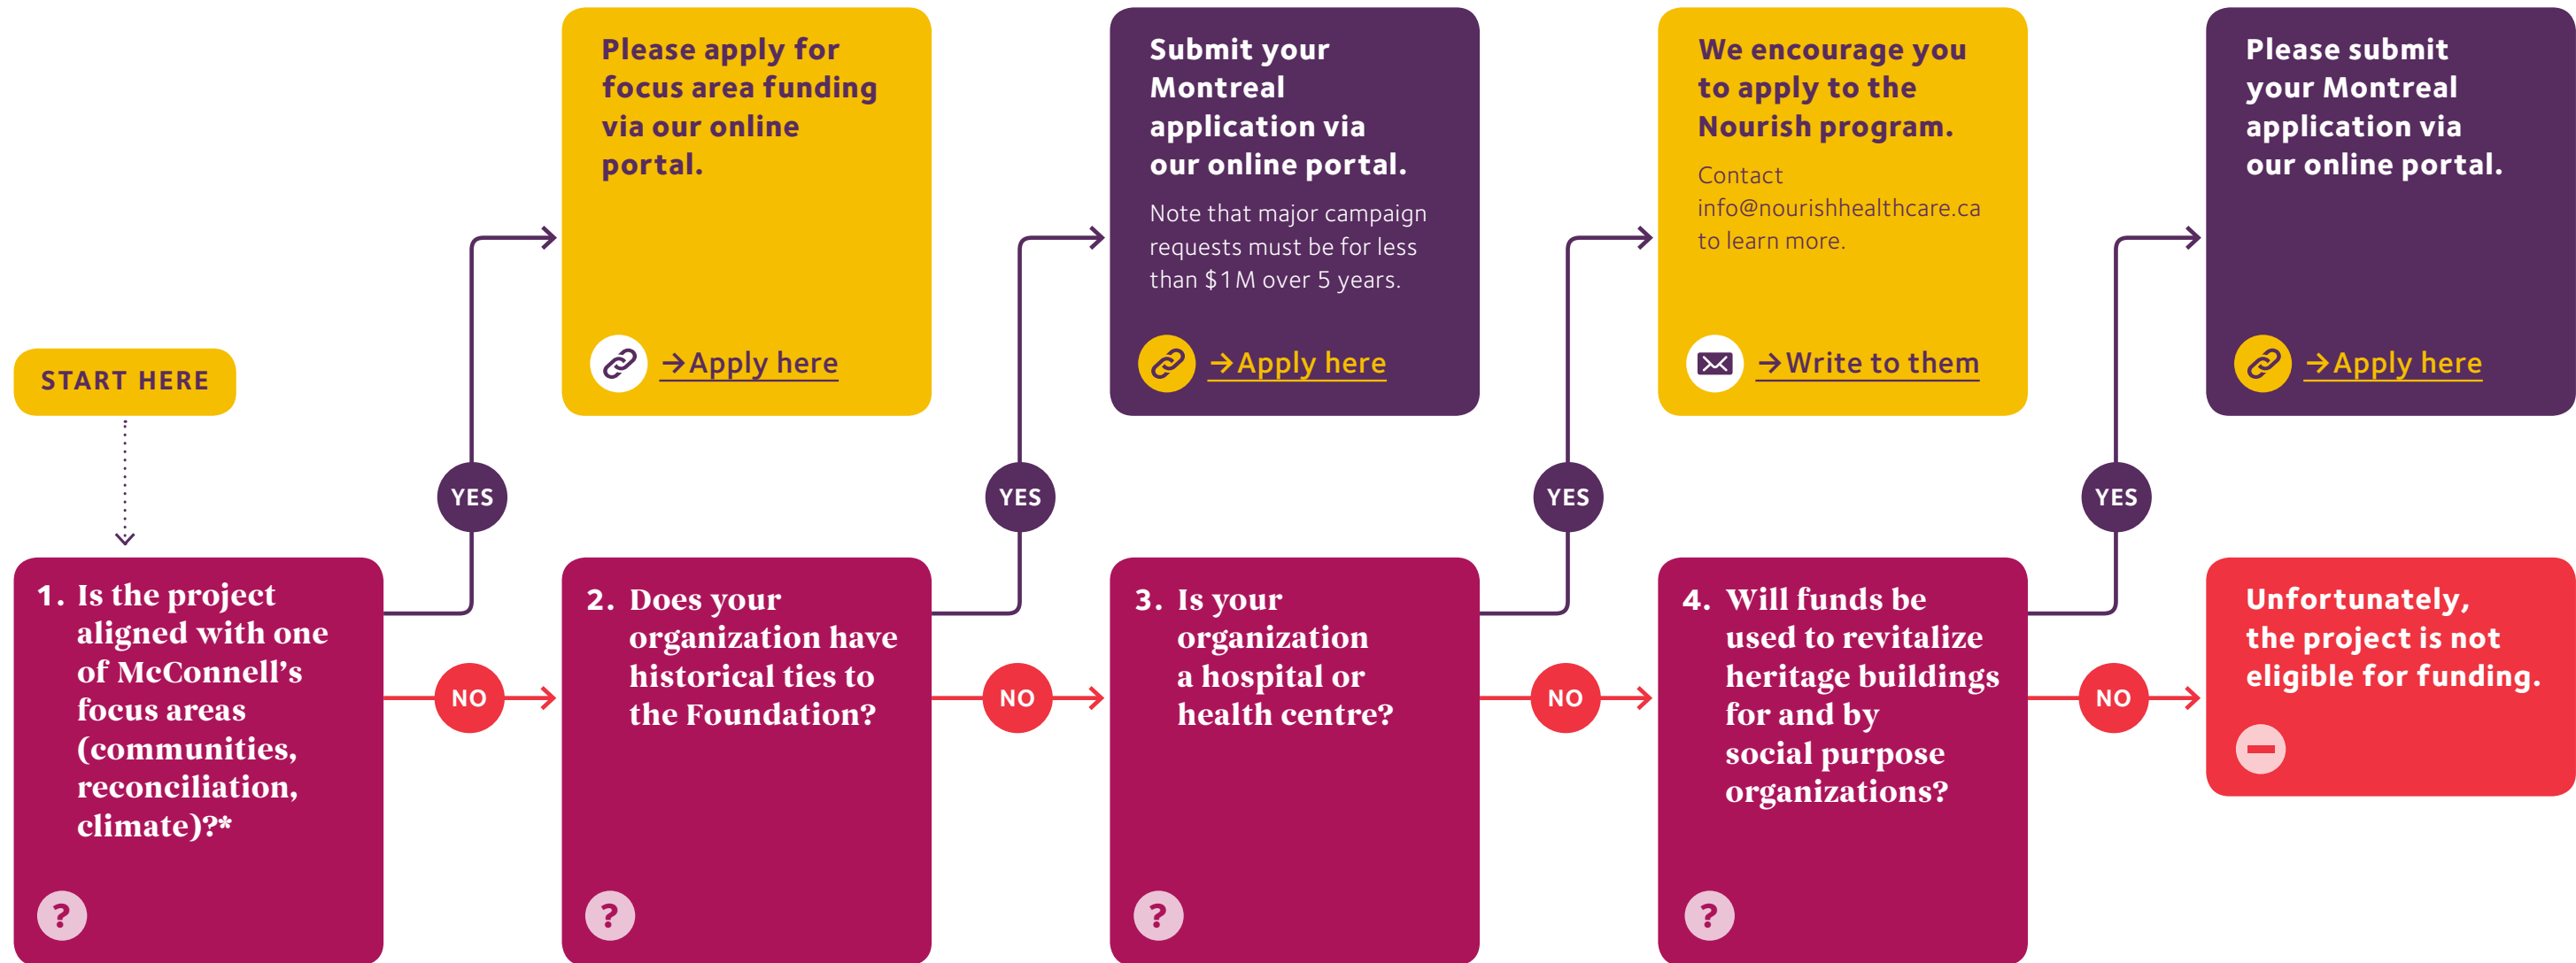 START HERE
1. Is the project
aligned with one
of McConnell's
focus areas
(communities,
reconciliation,
climate)?*
?
YES
NO
Please apply for
focus area funding
via our online
portal.
→Apply here
2. Does your
organization have
historical ties to
the Foundation?
?
YES
NO
Submit your
Montreal
application via
our online portal.
Note that major campaign
requests must be for less
than $1M over 5 years.
→Apply here
3. Is your
organization
a hospital or
health centre?
?
YES
NO
We encourage you
to apply to the
Nourish program.
Contact
info@nourishhealthcare.ca
to learn more.
→Write to them
4. Will funds be
used to revitalize
heritage buildings
for and by
social purpose
organizations?
?
YES
NO
Please submit
your Montreal
application via
our online portal.
→Apply here
Unfortunately,
the project is not
eligible for funding.